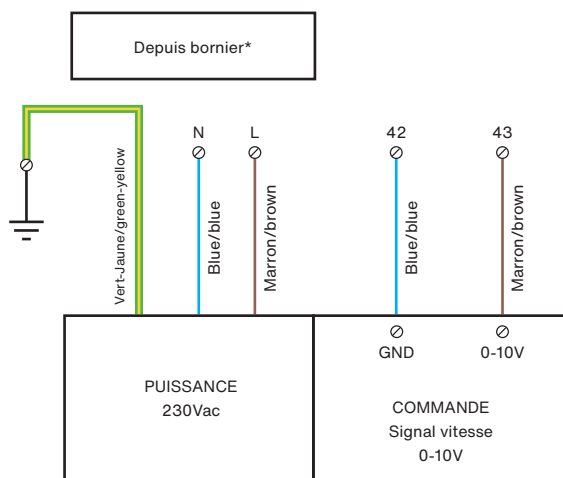 Depuis bornier*
N
L
42
43
Vert-Jaune/green-yellow
Blue/blue
Marron/brown
Blue/blue
Marron/brown
GND
0-10V
PUISSANCE
230Vac
COMMANDE
Signal vitesse
0-10V